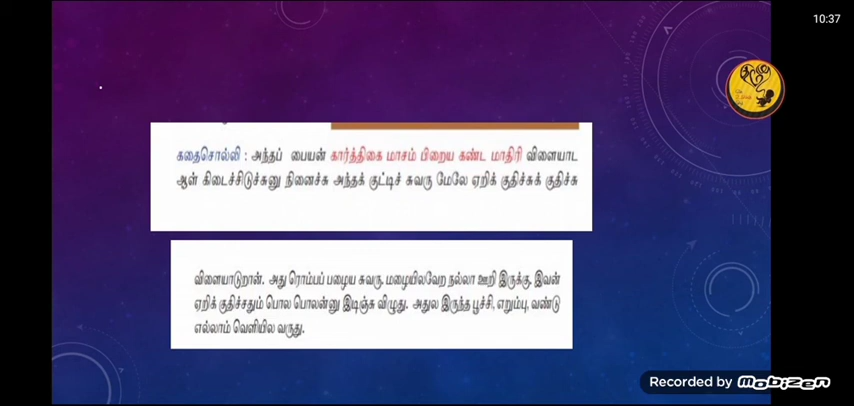 10:37
கதைசொல்லி : அந்தப் பையன் கார்த்திகை மாசம் பிறைய கண்ட மாதிரி விளையாட
ஆள் கிடைச்சிடுச்சுனு நினைச்சு அந்தக் குட்டிச் சுவரு மேலே ஏறிக் குதிச்சுக் குதிச்சு
விளையாடுறான். அது ரொம்பப் பழைய சுவரு. மழையிலவேற நல்லா ஊறி இருக்கு. இவன்
ஏறிக் குதிச்சதும் பொல பொலன்னு இடிஞ்சு விழுது. அதுல இருந்த பூச்சி, எறும்பு, வண்டு
எல்லாம் வெளியில வருது.
Recorded by mobizen